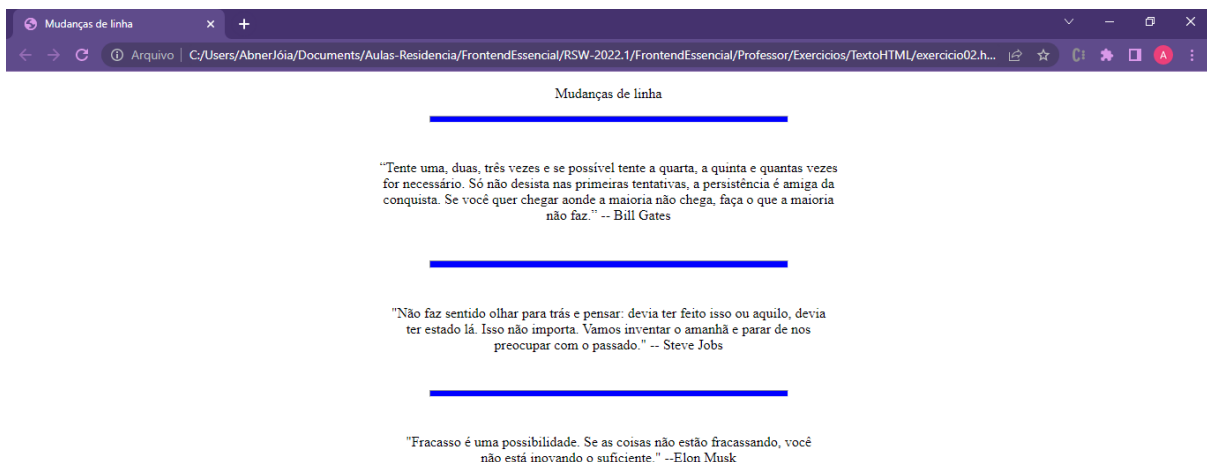 Mudanças de linha
Arquivo | C:/Users/AbnerJóia/Documents/Aulas-Residencia/FrontendEssencial/RSW-2022.1/FrontendEssencial/Professor/Exercicios/TextoHTML/exercicio02.h...
A
Mudanças de linha
“Tente uma, duas, três vezes e se possível tente a quarta, a quinta e quantas vezes
for necessário. Só não desista nas primeiras tentativas, a persistência é amiga da
conquista. Se você quer chegar aonde a maioria não chega, faça o que a maioria
não faz.” -- Bill Gates
"Não faz sentido olhar para trás e pensar: devia ter feito isso ou aquilo, devia
ter estado lá. Isso não importa. Vamos inventar o amanhã e parar de nos
preocupar com o passado." -- Steve Jobs
"Fracasso é uma possibilidade. Se as coisas não estão fracassando, você
não está inovando o suficiente." --Elon Musk